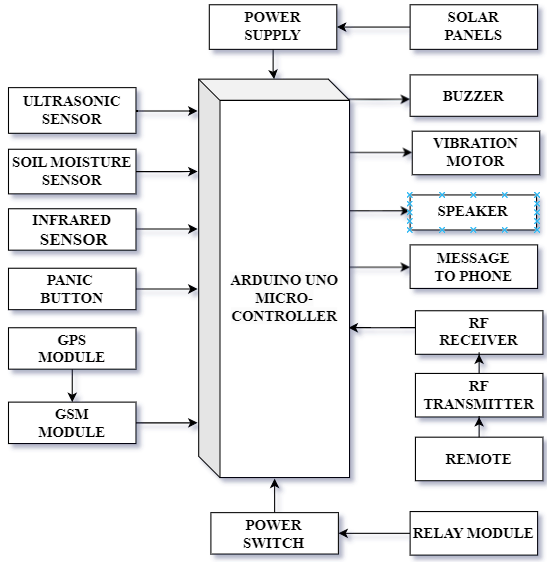 POWER
SUPPLY
SOLAR
PANELS
ULTRASONIC
SENSOR
SOIL MOISTURE
SENSOR
INFRARED
SENSOR
PANIC
BUTTON
GPS
MODULE
GSM
MODULE
ARDUINO UNO
MICRO-
CONTROLLER
BUZZER
VIBRATION
MOTOR
SPEAKER
MESSAGE
TO PHONE
RF
RECEIVER
RF
TRANSMITTER
REMOTE
POWER
SWITCH
RELAY MODULE